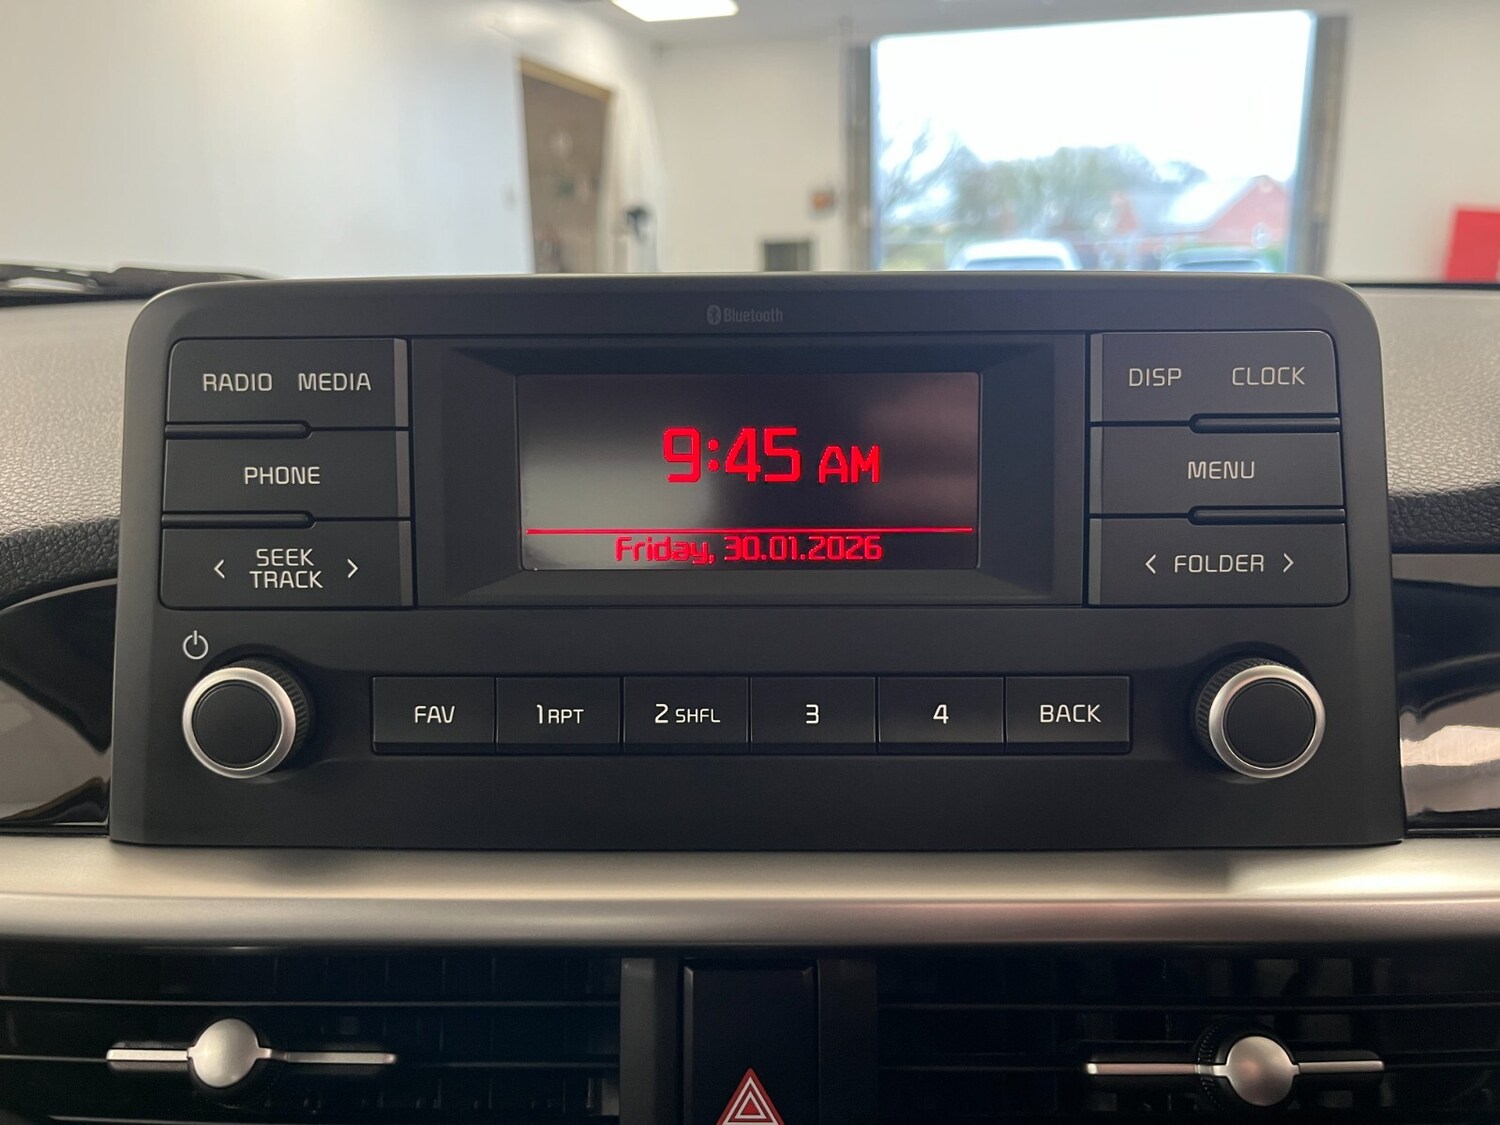 Bluetooth
RADIO MEDIA
PHONE
< SEEK TRACK >
9:45 AM
Friday, 30.01.2026
DISP CLOCK
MENU
< FOLDER >
FAV 1 RPT 2 SHFL 3 4 BACK